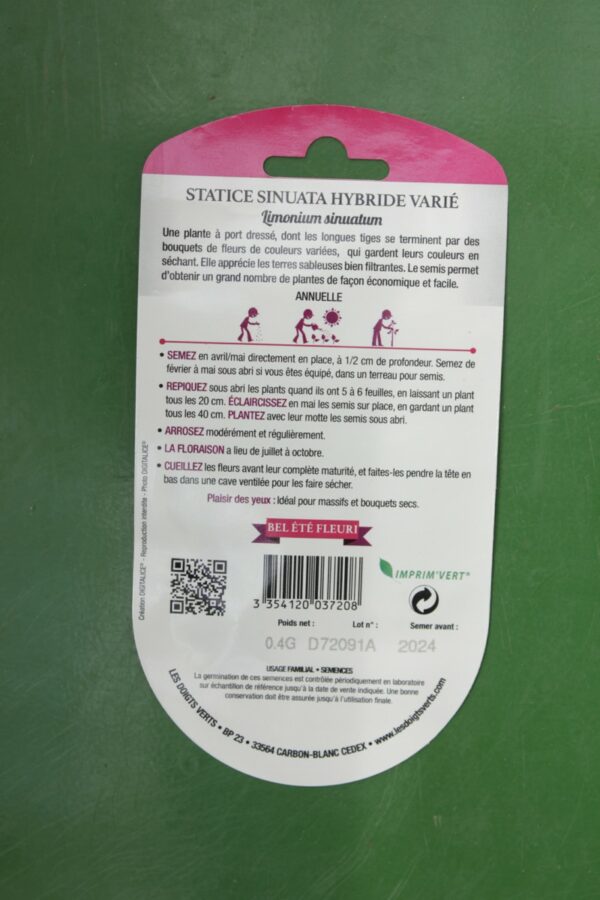 STATICE SINUATA HYBRIDE VARIÉ
Limonium sinuatum
Une plante à port dressé, dont les longues tiges se terminent par des
bouquets de fleurs de couleurs variées, qui gardent leurs couleurs en
séchant. Elle apprécie les terres sableuses bien filtrantes. Le semis permet
d'obtenir un grand nombre de plantes de façon économique et facile.
ANNUELLE
• SEMEZ en avril/mai directement en place, à 1/2 cm de profondeur. Semez de
février à mai sous abri si vous êtes équipé, dans un terreau pour semis.
• REPIQUEZ sous abri les plants quand ils ont 5 à 6 feuilles, en laissant un plant
tous les 20 cm. ÉCLAIRCISSEZ en mai les semis sur place, en gardant un plant
tous les 40 cm. PLANTEZ avec leur motte les semis sous abri.
• ARROSEZ modérément et régulièrement.
• LA FLORAISON a lieu de juillet à octobre.
• CUEILLEZ les fleurs avant leur complète maturité, et faites-les pendre la tête en
bas dans une cave ventilée pour les faire sécher.
Plaisir des yeux : Idéal pour massifs et bouquets secs.
BEL ÉTÉ FLEURI
Création DIGITALICE® - Reproduction interdite - Photo DIGITALICE®
IMPRIM'VERT®
3 354120 037208
Poids net : Lot n° : Semer avant :
0.4G D72091A 2024
USAGE FAMILIAL • SEMENCES
La germination de ces semences est contrôlée périodiquement en laboratoire
sur échantillon de référence jusqu'à la date de vente indiquée. Une bonne
conservation doit être assurée jusqu'à l'utilisation finale.
LES DOIGTS VERTS • BP 23 • 33564 CARBON-BLANC CEDEX • www.lesdoigtsverts.com